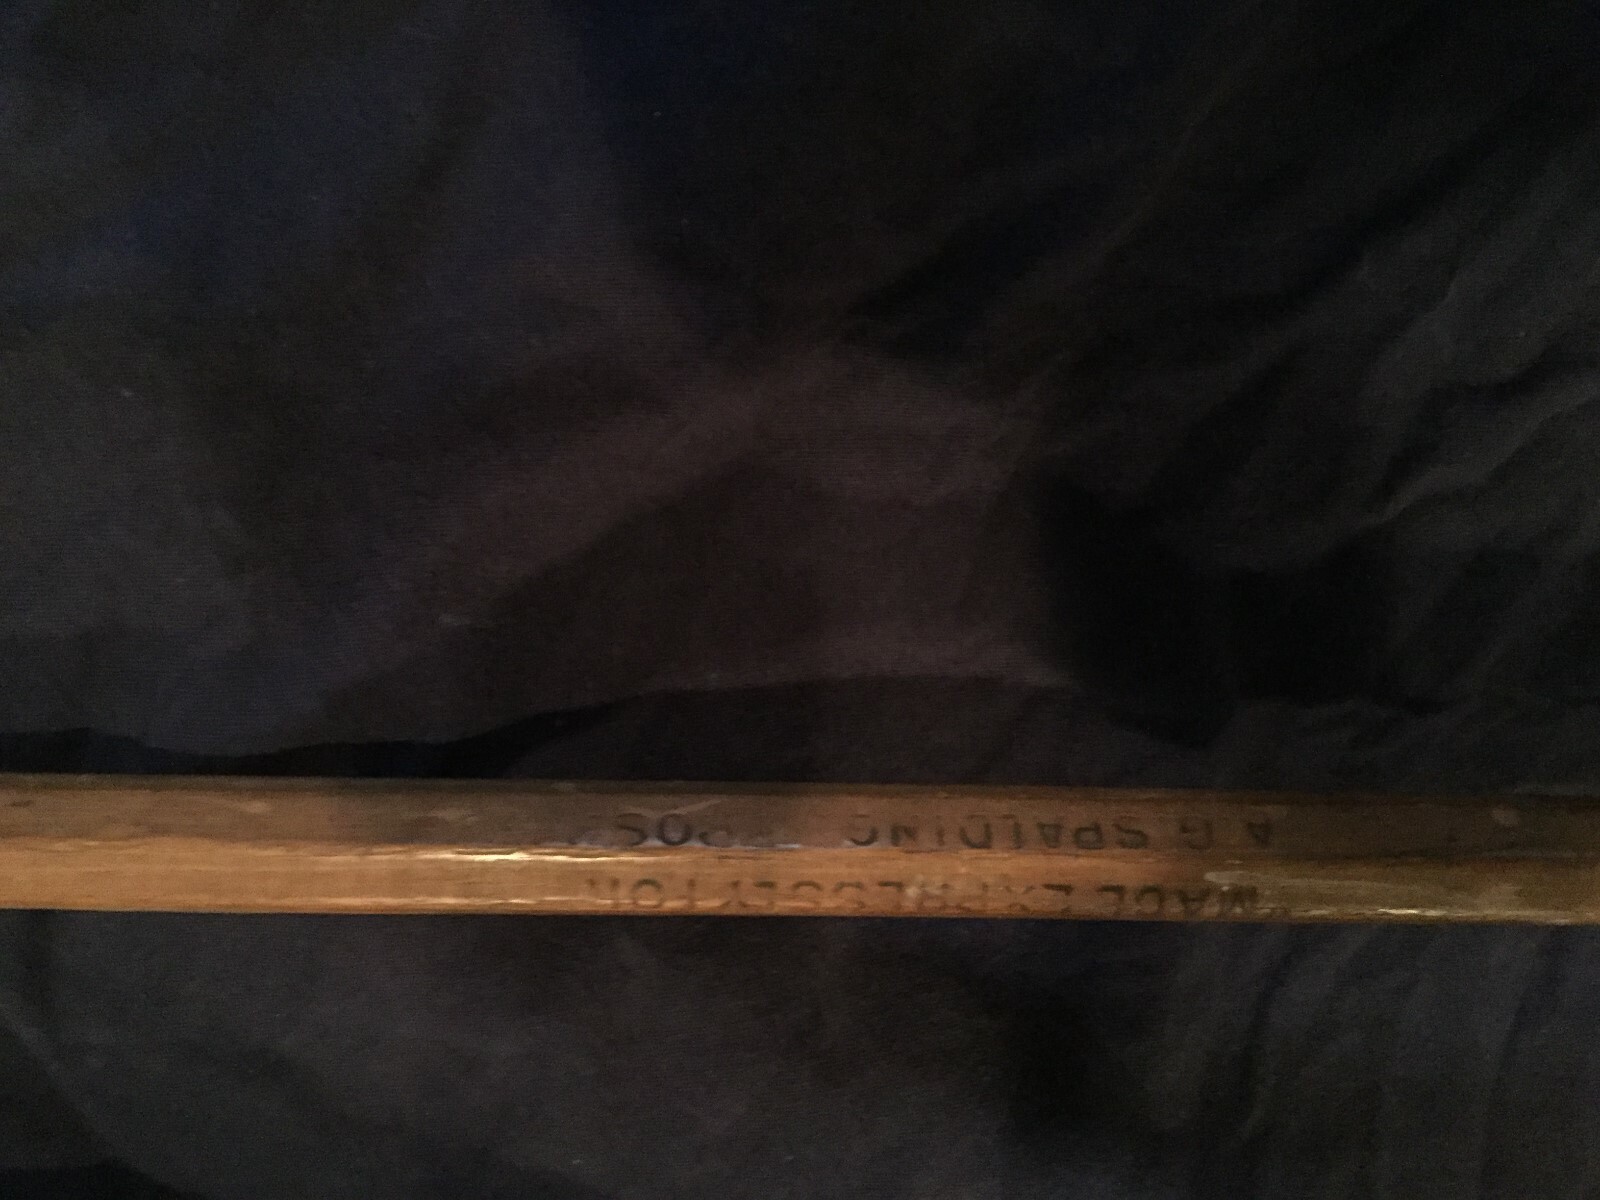 MADE EXPRESSLY FOR
A.G. SPALDING BROS